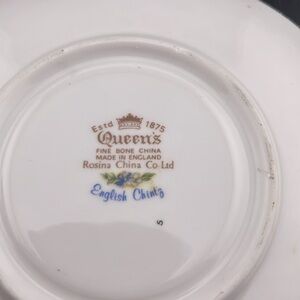 Estd 1875
Queen's
FINE BONE CHINA
MADE IN ENGLAND
Rosina China Co Ltd
English Chintz
S